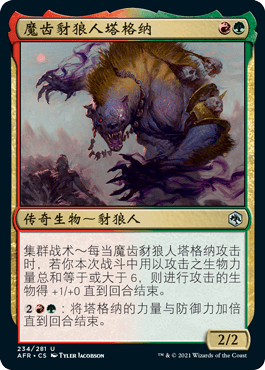 魔齿豺狼人塔格纳
传奇生物～豺狼人
集群战术～每当魔齿豺狼人塔格纳攻击
时，若你本次战斗中用以攻击之生物力
量总和等于或大于 6，则进行攻击的生
物得 +1/+0 直到回合结束。
2：将塔格纳的力量与防御力加倍
直到回合结束。
2/2
234/281 U
AFR • CS TYLER JACOBSON
™ & © 2021 Wizards of the Coast